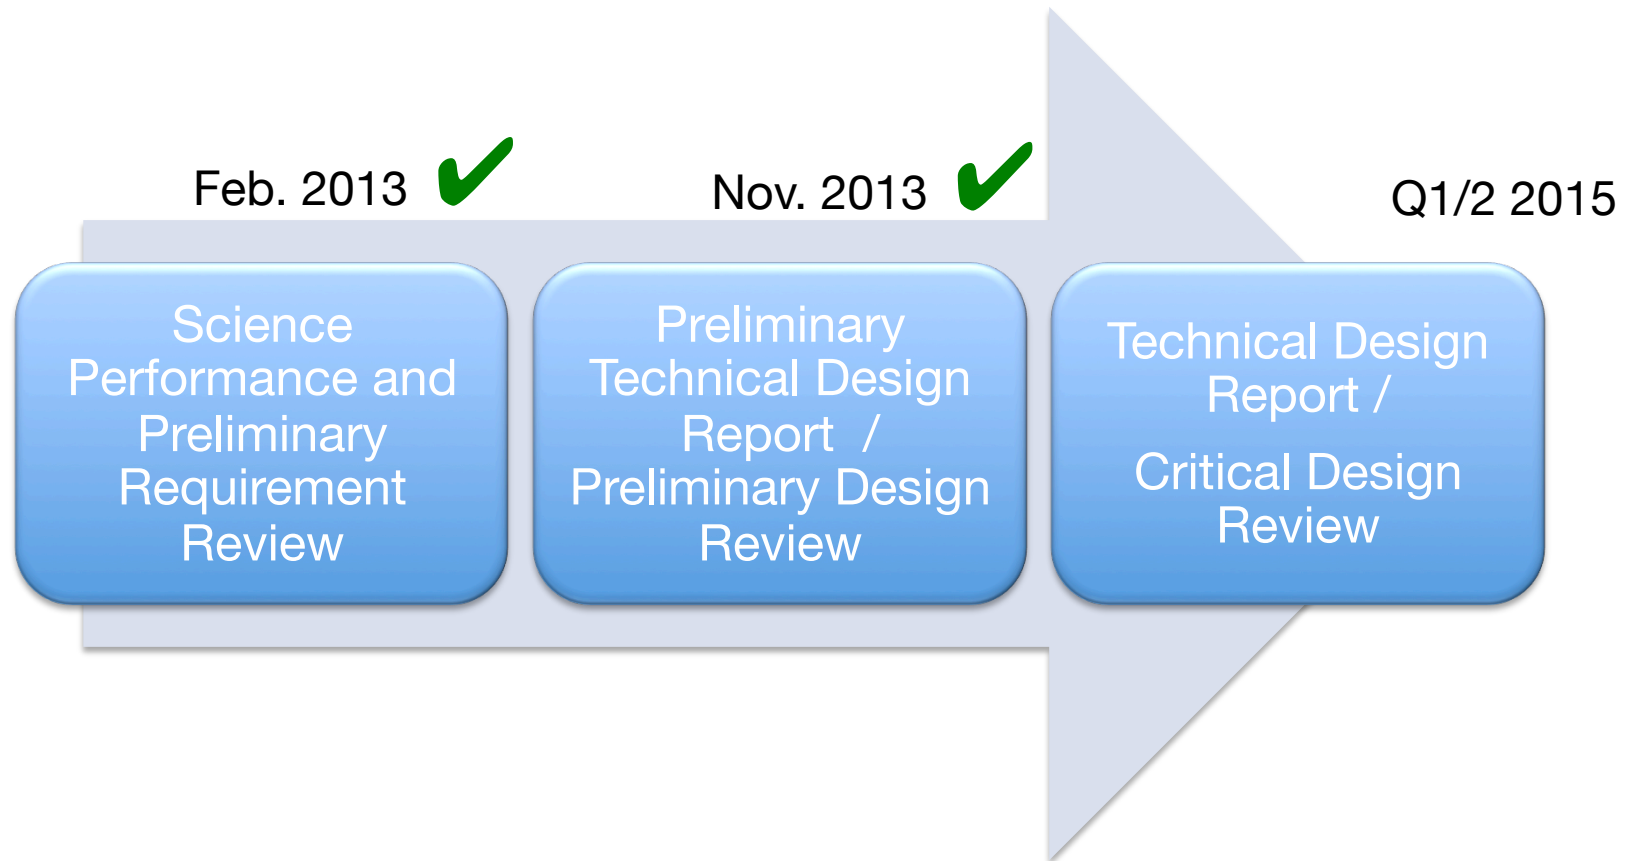 Feb. 2013 ✔
Nov. 2013 ✔
Q1/2 2015
Science
Performance and
Preliminary
Requirement
Review
Preliminary
Technical Design
Report /
Preliminary Design
Review
Technical Design
Report /
Critical Design
Review